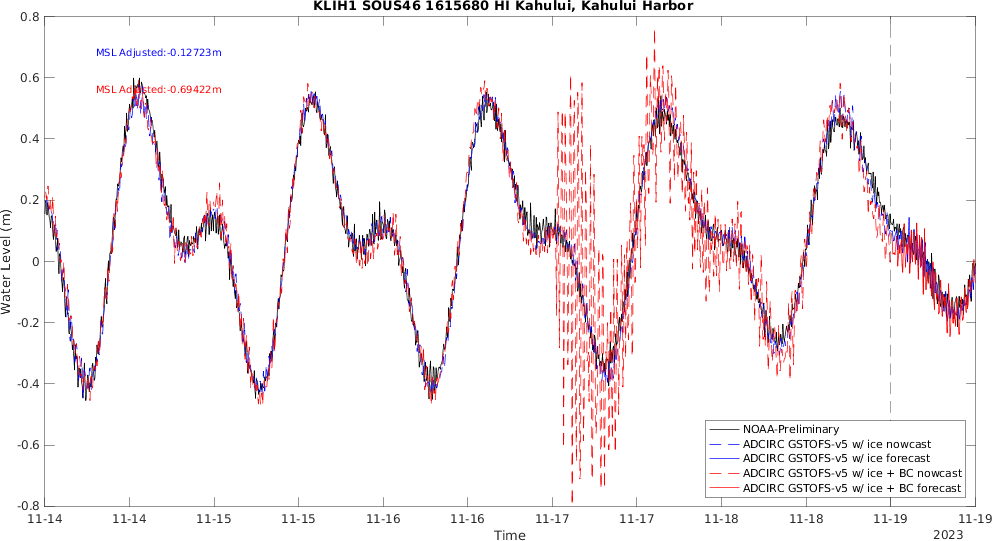 KLIH1 SOUS46 1615680 HI Kahului, Kahului Harbor
0.8
0.6
0.4
0.2
0
-0.2
-0.4
-0.6
-0.8
Water Level (m)
MSL Adjusted:-0.12723m
MSL Adjusted:-0.69422m
NOAA-Preliminary
ADCIRC GSTOFS-v5 w/ ice nowcast
ADCIRC GSTOFS-v5 w/ ice forecast
ADCIRC GSTOFS-v5 w/ ice + BC nowcast
ADCIRC GSTOFS-v5 w/ ice + BC forecast
11-14 11-14 11-15 11-15 11-16 11-16 11-17 11-17 11-18 11-18 11-19 11-19
Time
2023